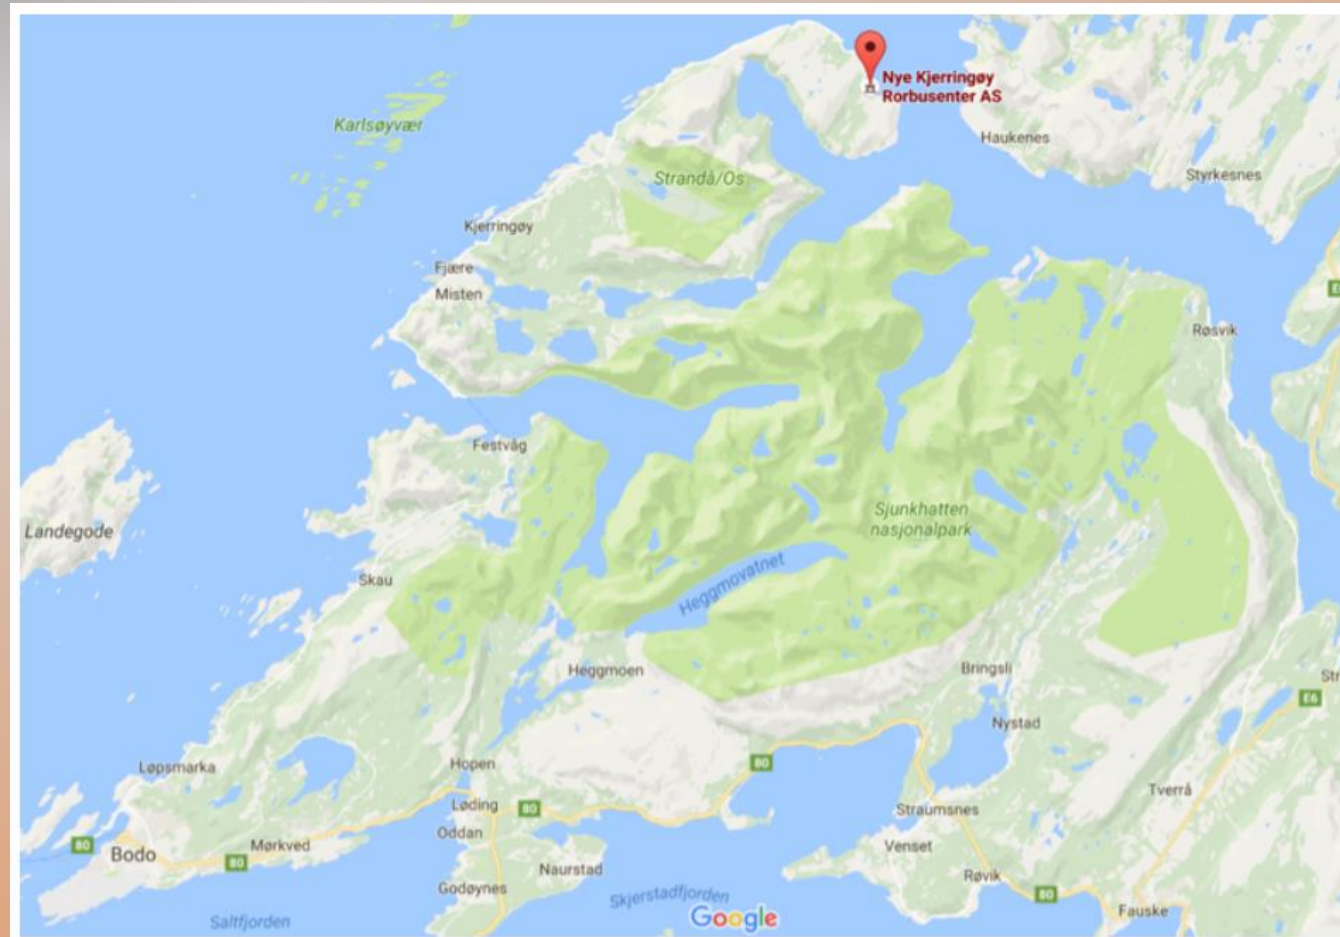 Nye Kjerringøy
Rorbusenter AS
Karlsøyvær
Haukenes
Strandå/Os
Styrkesnes
Kjerringøy
Fjære
Misten
E
Røsvik
Festvåg
Landegode
Sjunkhatten
nasjonalpark
Skau
Heggmovatnet
Heggmoen
Bringsli
Str
E6
Nystad
Hopen
80
Løpsmarka
Tverrå
Løding
80
Straumsnes
Oddan
80
Bodo
Mørkved
80
Venset
Naurstad
Røvik
Godøynes
80
Skjerstadfjorden
Fauske
Saltfjorden
Google